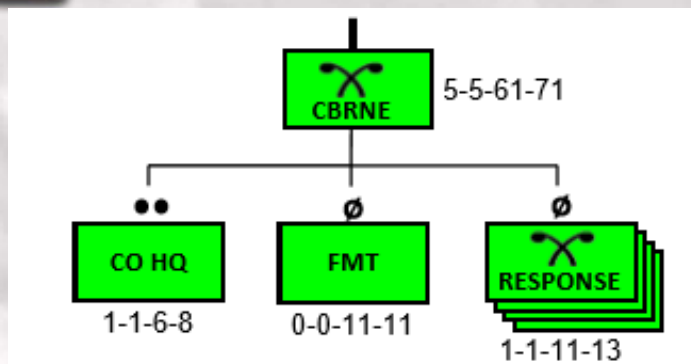 CBRNE
5-5-61-71
CO HQ
1-1-6-8
Ø
FMT
0-0-11-11
Ø
RESPONSE
1-1-11-13